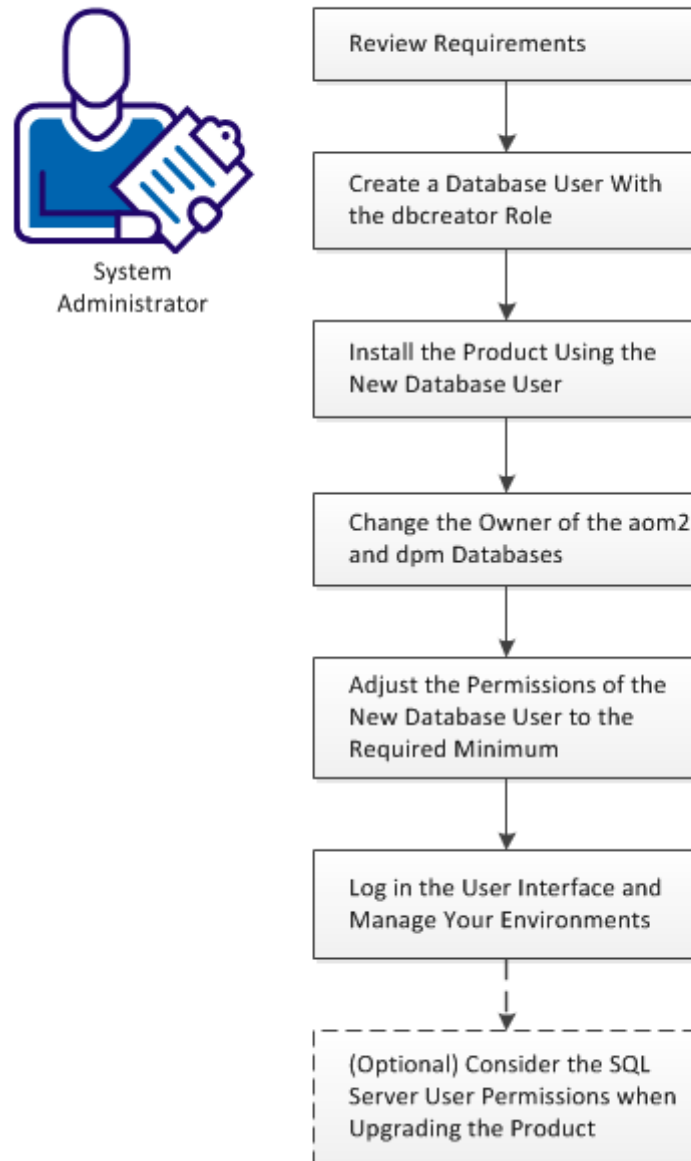 Review Requirements
System
Administrator
Create a Database User With
the dbcreator Role
Install the Product Using the
New Database User
Change the Owner of the aom2
and dpm Databases
Adjust the Permissions of the
New Database User to the
Required Minimum
Log in the User Interface and
Manage Your Environments
(Optional) Consider the SQL
Server User Permissions when
Upgrading the Product